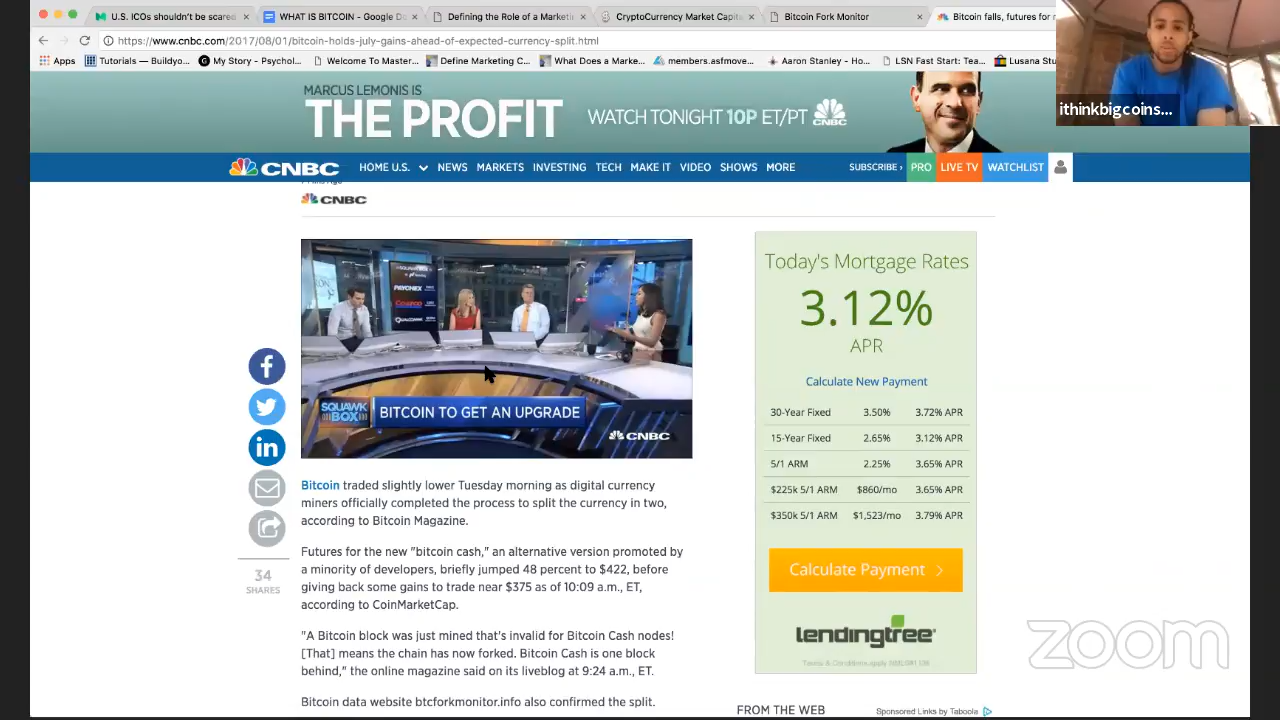 U.S. ICOs shouldn't be scared
WHAT IS BITCOIN - Google Do
Defining the Role of a Marketin
CryptoCurrency Market Capita
Bitcoin Fork Monitor
Bitcoin falls, futures for n
https://www.cnbc.com/2017/08/01/bitcoin-holds-july-gains-ahead-of-expected-currency-split.html
Apps
Tutorials — Buildyo...
My Story - Psychol...
Welcome To Master...
Define Marketing C...
What Does a Marke...
members.asfmove...
Aaron Stanley - Ho...
LSN Fast Start: Tea...
Lusana Stu
ithinkbigcoins...
MARCUS LEMONIS IS
THE PROFIT
WATCH TONIGHT 10P ET/PT
CNBC
CNBC
HOME U.S.
NEWS
MARKETS
INVESTING
TECH
MAKE IT
VIDEO
SHOWS
MORE
SUBSCRIBE ›
PRO
LIVE TV
WATCHLIST
CNBC
PAYCHEX
QUALCOMM
SQUAWK BOX
BITCOIN TO GET AN UPGRADE
CNBC
34
SHARES
Bitcoin traded slightly lower Tuesday morning as digital currency
miners officially completed the process to split the currency in two,
according to Bitcoin Magazine.
Futures for the new "bitcoin cash," an alternative version promoted by
a minority of developers, briefly jumped 48 percent to $422, before
giving back some gains to trade near $375 as of 10:09 a.m., ET,
according to CoinMarketCap.
"A Bitcoin block was just mined that's invalid for Bitcoin Cash nodes!
[That] means the chain has now forked. Bitcoin Cash is one block
behind," the online magazine said on its liveblog at 9:24 a.m., ET.
Bitcoin data website btcforkmonitor.info also confirmed the split.
Today's Mortgage Rates
3.12%
APR
Calculate New Payment
30-Year Fixed 3.50% 3.72% APR
15-Year Fixed 2.65% 3.12% APR
5/1 ARM 2.25% 3.65% APR
$225k 5/1 ARM $860/mo 3.65% APR
$350k 5/1 ARM $1,523/mo 3.79% APR
Calculate Payment
lendingtree
Terms & Conditions apply NMLS#1136
FROM THE WEB
Sponsored Links by Taboola
zoom